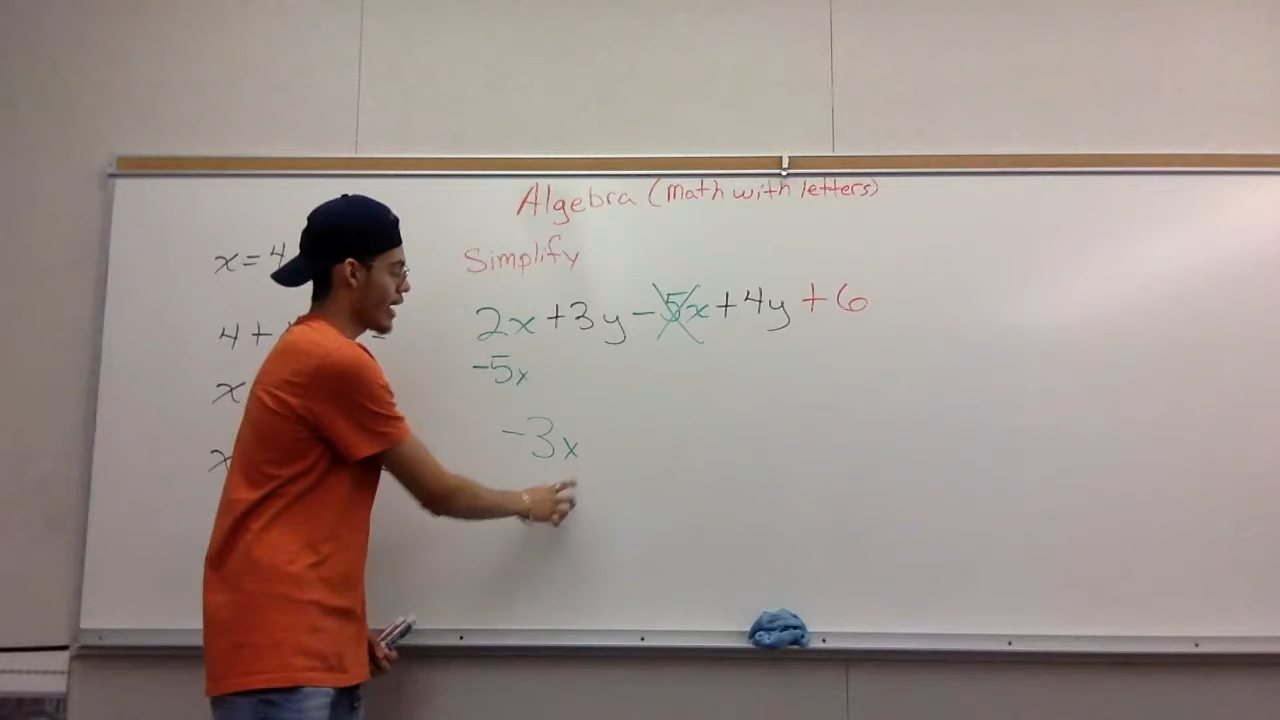 Algebra (Math with letters)
Simplify
2x + 3y - 5x + 4y + 6
-5x
-3x
x = 4
4 +
=
x
x